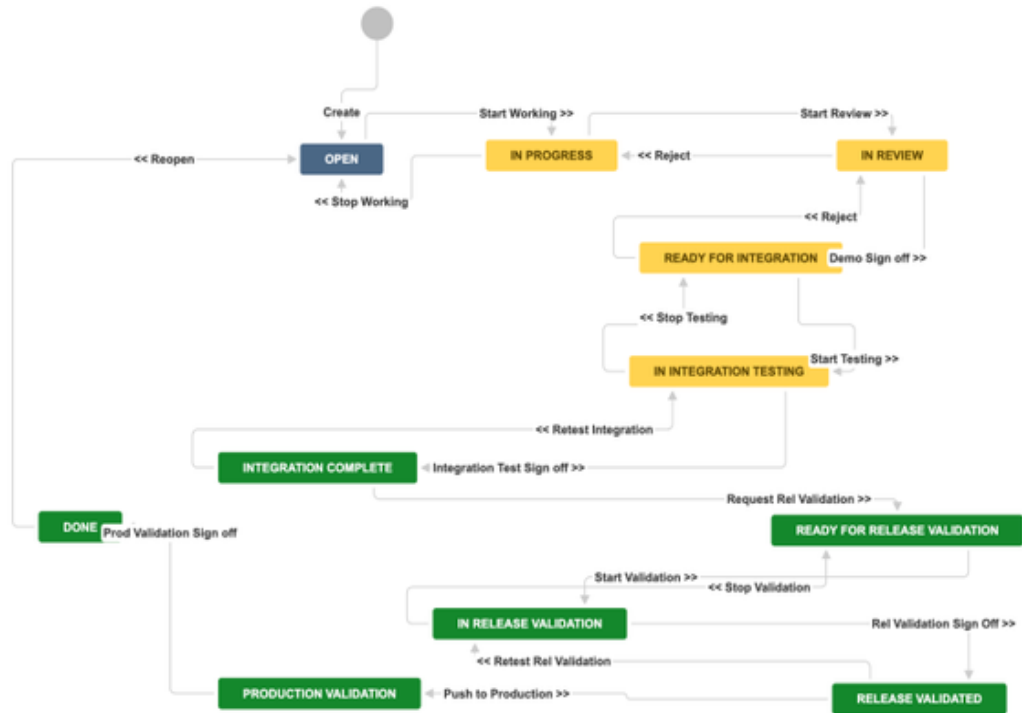 Create
Start Working >>
Start Review >>
<< Reopen
OPEN
IN PROGRESS
<< Reject
IN REVIEW
<< Stop Working
<< Reject
READY FOR INTEGRATION
Demo Sign off >>
<< Stop Testing
Start Testing >>
IN INTEGRATION TESTING
<< Retest Integration
INTEGRATION COMPLETE
Integration Test Sign off >>
Request Rel Validation >>
DONE
Prod Validation Sign off
READY FOR RELEASE VALIDATION
Start Validation >>
<< Stop Validation
IN RELEASE VALIDATION
Rel Validation Sign Off >>
<< Retest Rel Validation
PRODUCTION VALIDATION
Push to Production >>
RELEASE VALIDATED